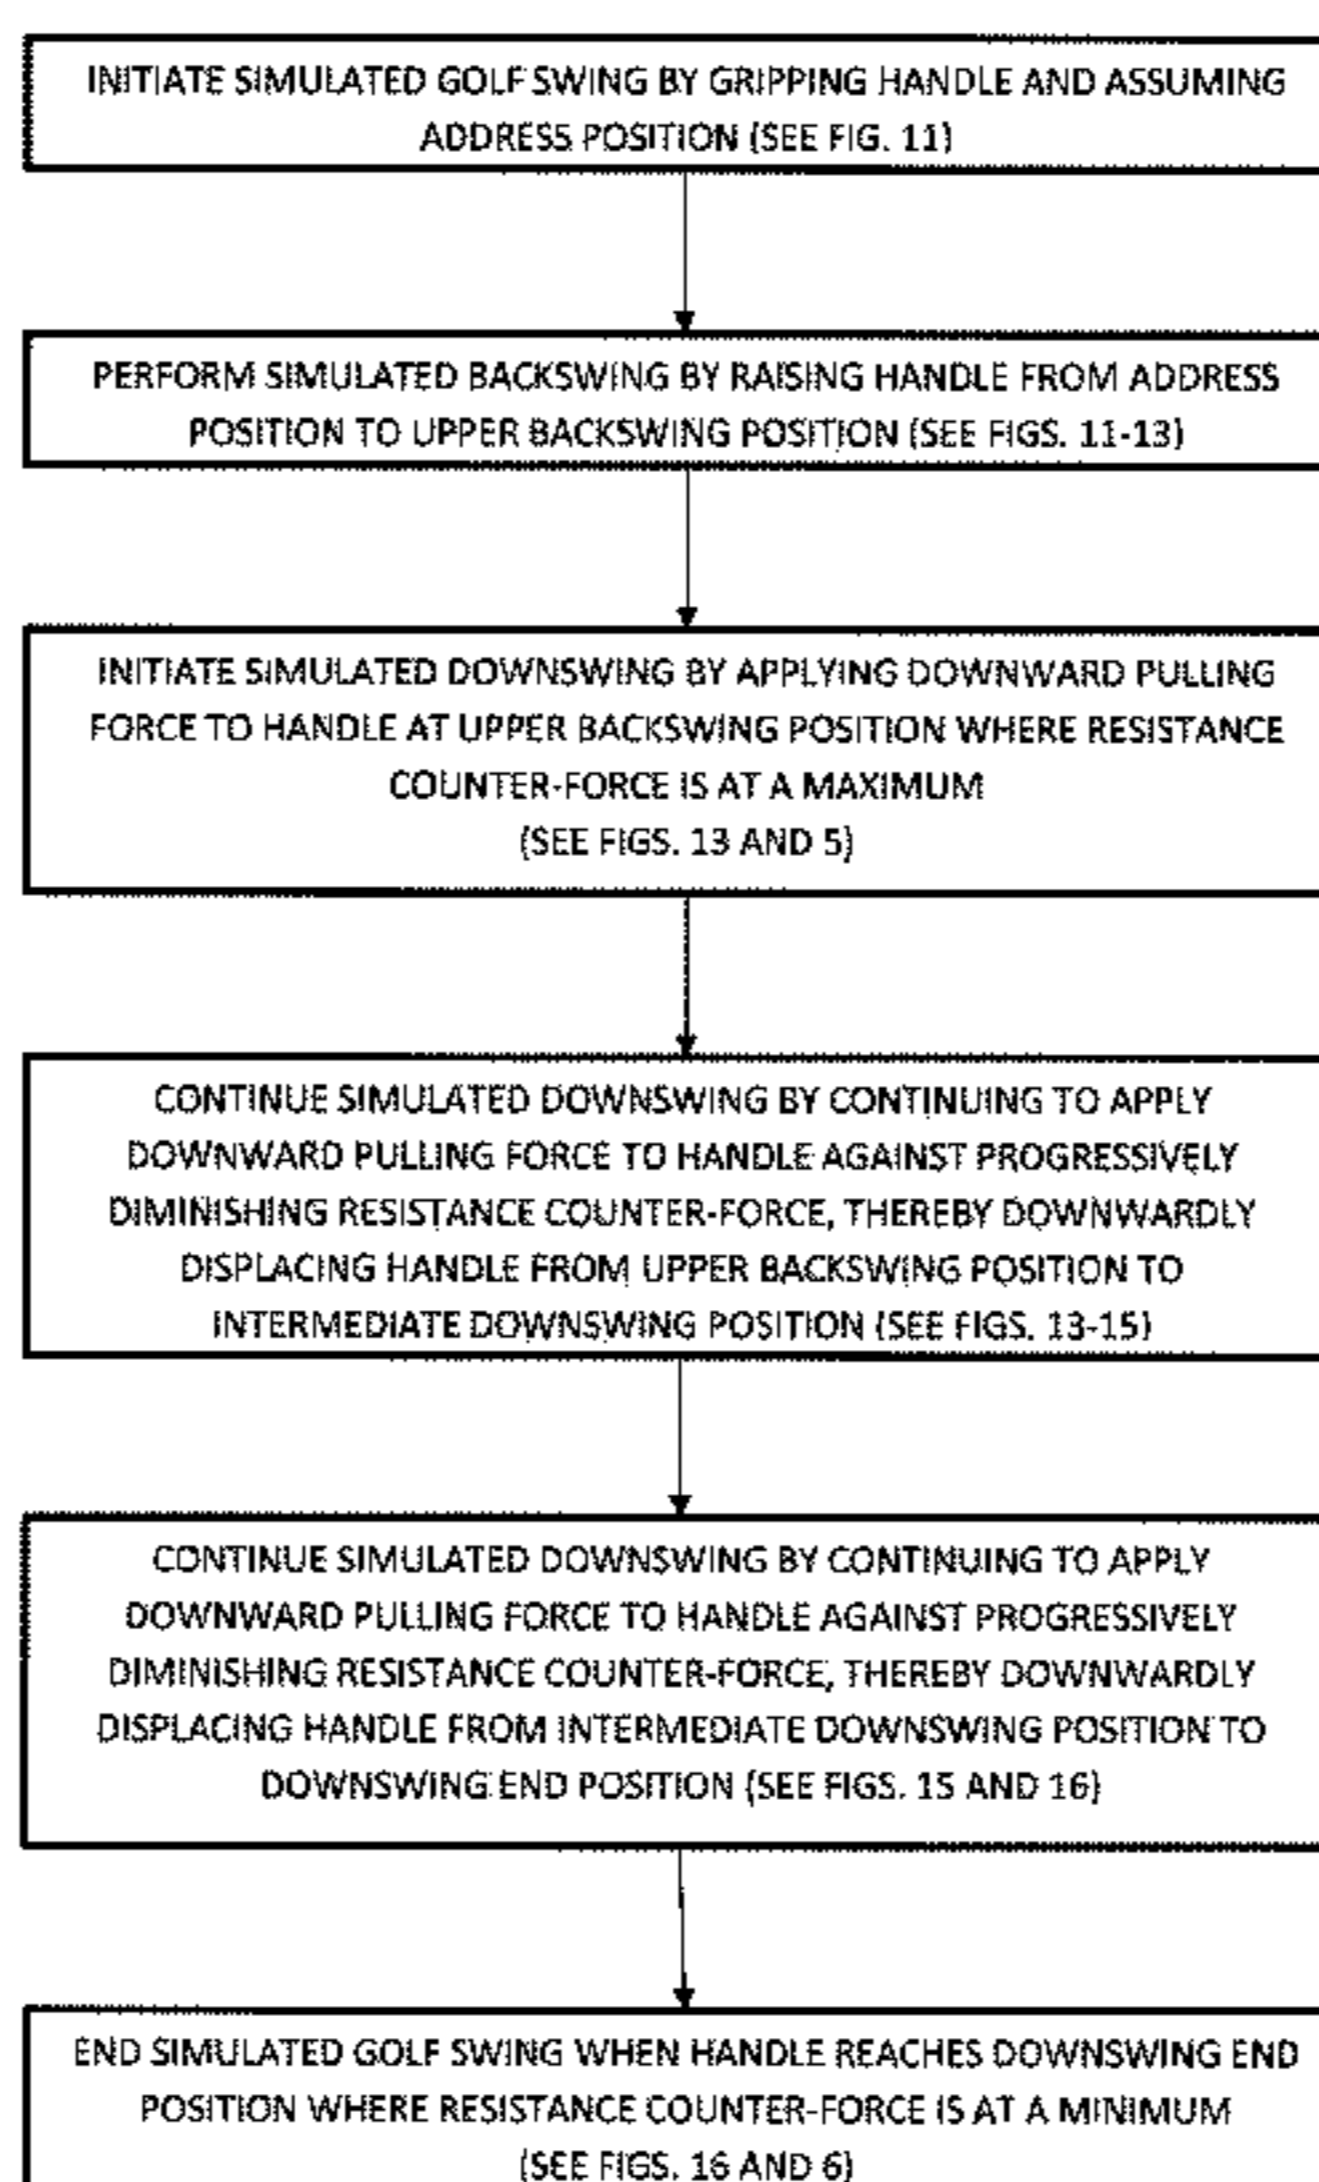 INITIATE SIMULATED GOLF SWING BY GRIPPING HANDLE AND ASSUMING
ADDRESS POSITION (SEE FIG. 11)
PERFORM SIMULATED BACKSWING BY RAISING HANDLE FROM ADDRESS
POSITION TO UPPER BACKSWING POSITION (SEE FIGS. 11-13)
INITIATE SIMULATED DOWNSWING BY APPLYING DOWNWARD PULLING
FORCE TO HANDLE AT UPPER BACKSWING POSITION WHERE RESISTANCE
COUNTER-FORCE IS AT A MAXIMUM
(SEE FIGS. 13 AND 5)
CONTINUE SIMULATED DOWNSWING BY CONTINUING TO APPLY
DOWNWARD PULLING FORCE TO HANDLE AGAINST PROGRESSIVELY
DIMINISHING RESISTANCE COUNTER-FORCE, THEREBY DOWNWARDLY
DISPLACING HANDLE FROM UPPER BACKSWING POSITION TO
INTERMEDIATE DOWNSWING POSITION (SEE FIGS. 13-15)
CONTINUE SIMULATED DOWNSWING BY CONTINUING TO APPLY
DOWNWARD PULLING FORCE TO HANDLE AGAINST PROGRESSIVELY
DIMINISHING RESISTANCE COUNTER-FORCE, THEREBY DOWNWARDLY
DISPLACING HANDLE FROM INTERMEDIATE DOWNSWING POSITION TO
DOWNSWING END POSITION (SEE FIGS. 15 AND 16)
END SIMULATED GOLF SWING WHEN HANDLE REACHES DOWNSWING END
POSITION WHERE RESISTANCE COUNTER-FORCE IS AT A MINIMUM
(SEE FIGS. 16 AND 6)